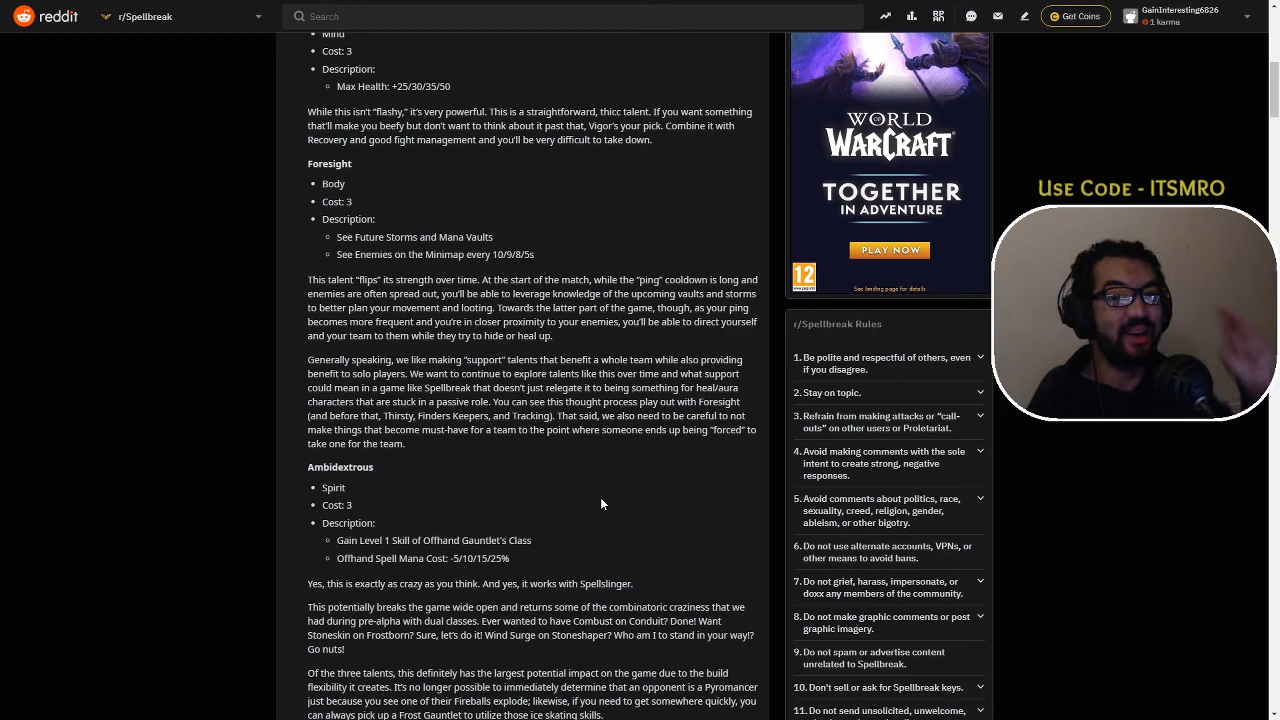 reddit
r/Spellbreak
Search
Get Coins
GainInteresting6826
1 karma
Mind
• Cost: 3
• Description:
Max Health: +25/30/35/50
While this isn't "flashy," it's very powerful. This is a straightforward, thicc talent. If you want something
that'll make you beefy but don't want to think about it past that, Vigor's your pick. Combine it with
Recovery and good fight management and you'll be very difficult to take down.
Foresight
• Body
• Cost: 3
• Description:
See Future Storms and Mana Vaults
See Enemies on the Minimap every 10/9/8/5s
This talent "flips" its strength over time. At the start of the match, while the "ping" cooldown is long and
enemies are often spread out, you'll be able to leverage knowledge of the upcoming vaults and storms
to better plan your movement and looting. Towards the latter part of the game, though, as your ping
becomes more frequent and you're in closer proximity to your enemies, you'll be able to direct yourself
and your team to them while they try to hide or heal up.
Generally speaking, we like making "support" talents that benefit a whole team while also providing
benefit to solo players. We want to continue to explore talents like this over time and what support
could mean in a game like Spellbreak that doesn't just relegate it to being something for heal/aura
characters that are stuck in a passive role. You can see this thought process play out with Foresight
(and before that, Thirsty, Finders Keepers, and Tracking). That said, we also need to be careful to not
make things that become must-have for a team to the point where someone ends up being "forced" to
take one for the team.
Ambidextrous
• Spirit
• Cost: 3
• Description:
Gain Level 1 Skill of Offhand Gauntlet's Class
Offhand Spell Mana Cost: -5/10/15/25%
Yes, this is exactly as crazy as you think. And yes, it works with Spellslinger.
This potentially breaks the game wide open and returns some of the combinatoric craziness that we
had during pre-alpha with dual classes. Ever wanted to have Combust on Conduit? Done! Want
Stoneskin on Frostborn? Sure, let's do it! Wind Surge on Stoneshaper? Who am I to stand in your way!?
Go nuts!
Of the three talents, this definitely has the largest potential impact on the game due to the build
flexibility it creates. It's no longer possible to immediately determine that an opponent is a Pyromancer
just because you see one of their Fireballs explode; likewise, if you need to get somewhere quickly, you
can always pick up a Frost Gauntlet to utilize those ice skating skills.
WORLD
OF
WARCRAFT
TOGETHER
IN ADVENTURE
PLAY NOW
12
See landing page for details
r/Spellbreak Rules
1. Be polite and respectful of others, even
if you disagree.
2. Stay on topic.
3. Refrain from making attacks or "call-
outs" on other users or Proletariat.
4. Avoid making comments with the sole
intent to create strong, negative
responses.
5. Avoid comments about politics, race,
sexuality, creed, religion, gender,
ableism, or other bigotry.
6. Do not use alternate accounts, VPNs, or
other means to avoid bans.
7. Do not grief, harass, impersonate, or
doxx any members of the community.
8. Do not make graphic comments or post
graphic imagery.
9. Do not spam or advertise content
unrelated to Spellbreak.
10. Don't sell or ask for Spellbreak keys.
11. Do not send unsolicited, unwelcome,
USE CODE - ITSMRO